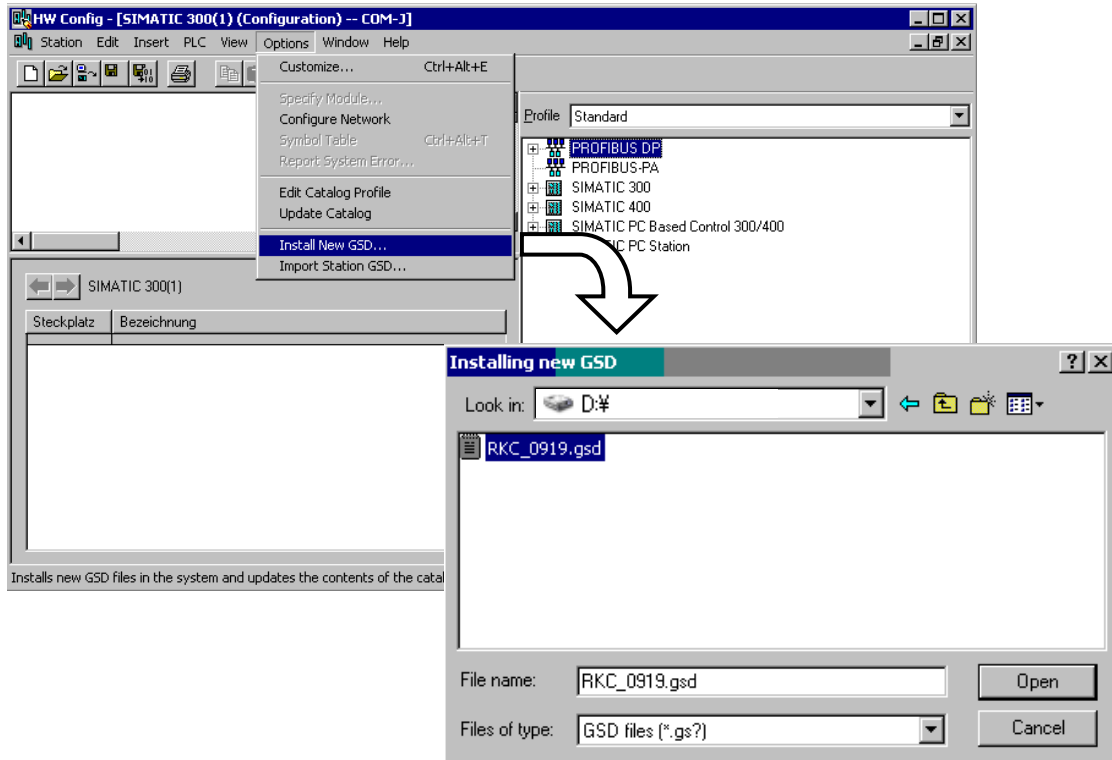 HW Config - [SIMATIC 300(1) (Configuration) -- COM-J]
Station Edit Insert PLC View Options Window Help
Customize... Ctrl+Alt+E
Specify Module...
Configure Network
Symbol Table Ctrl+Alt+T
Report System Error...
Edit Catalog Profile
Update Catalog
Install New GSD...
Import Station GSD...
Profile Standard
PROFIBUS DP
PROFIBUS-PA
SIMATIC 300
SIMATIC 400
SIMATIC PC Based Control 300/400
PC Station
SIMATIC 300(1)
Steckplatz Bezeichnung
Installs new GSD files in the system and updates the contents of the catal
Installing new GSD
Look in: D:¥
RKC_0919.gsd
File name: RKC_0919.gsd Open
Files of type: GSD files (*.gs?) Cancel